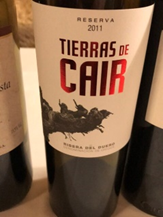 RESERVA
2011
TIERRAS DE
CAIR
RIBERA DEL DUERO